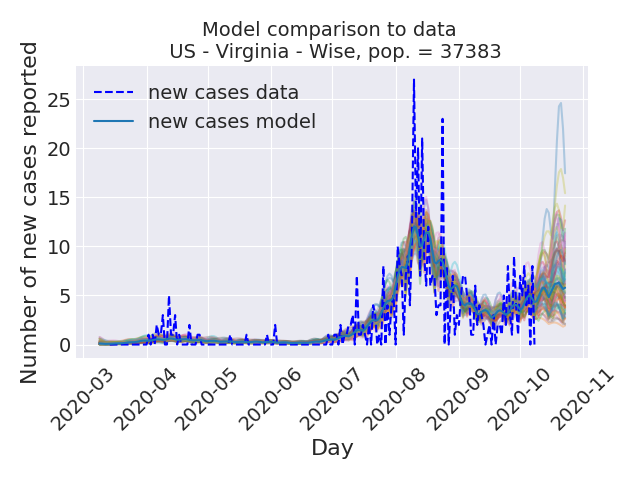 Model comparison to data
US - Virginia - Wise, pop. = 37383
Number of new cases reported
new cases data
new cases model
25
20
15
10
5
0
2020-03
2020-04
2020-05
2020-06
2020-07
2020-08
2020-09
2020-10
2020-11
Day